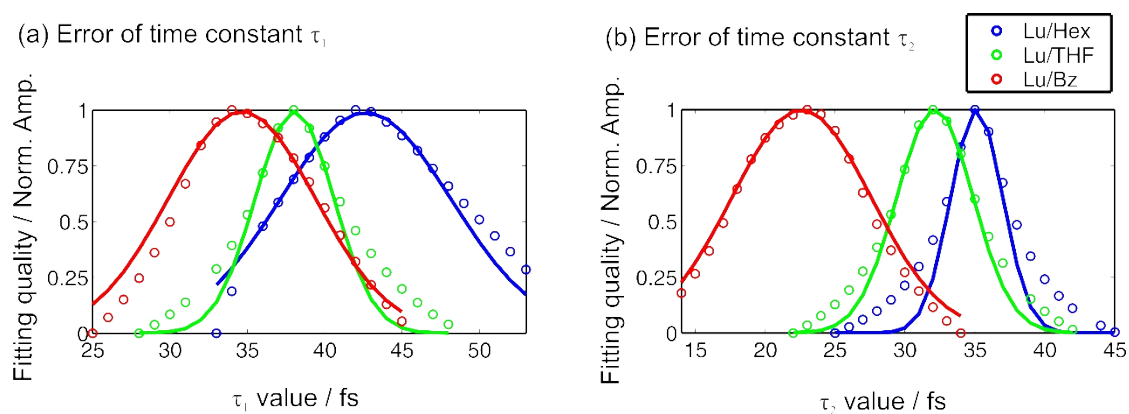 (a) Error of time constant τ₁
(b) Error of time constant τ₂
Lu/Hex
Lu/THF
Lu/Bz
Fitting quality / Norm. Amp.
1
0.75
0.5
0.25
0
25 30 35 40 45 50
τ₁ value / fs
Fitting quality / Norm. Amp.
1
0.75
0.5
0.25
0
15 20 25 30 35 40 45
τ₂ value / fs